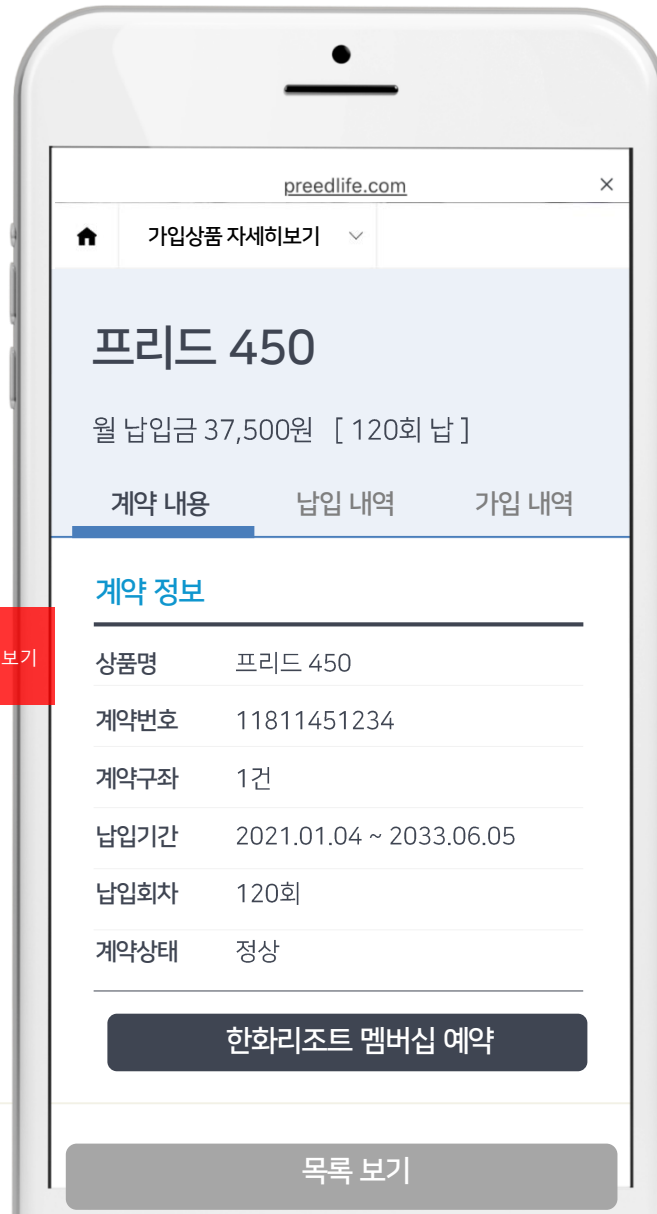 preedlife.com ×
가입상품 자세히보기
프리드 450
월 납입금 37,500원 [ 120회 납 ]
계약 내용 납입 내역 가입 내역
계약 정보
보기
상품명 프리드 450
계약번호 11811451234
계약구좌 1건
납입기간 2021.01.04 ~ 2033.06.05
납입회차 120회
계약상태 정상
한화리조트 멤버십 예약
목록 보기